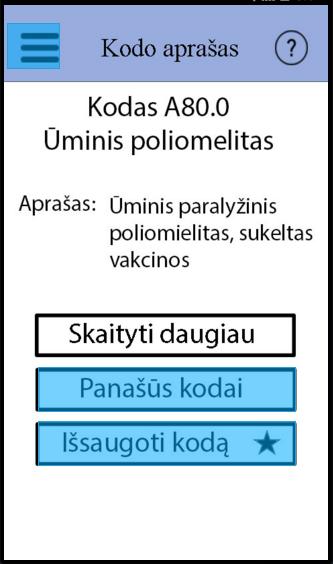 Kodo aprašas
?
Kodas A80.0
Ūminis poliomelitas
Aprašas: Ūminis paralyžinis
poliomielitas, sukeltas
vakcinos
Skaityti daugiau
Panašūs kodai
Išsaugoti kodą